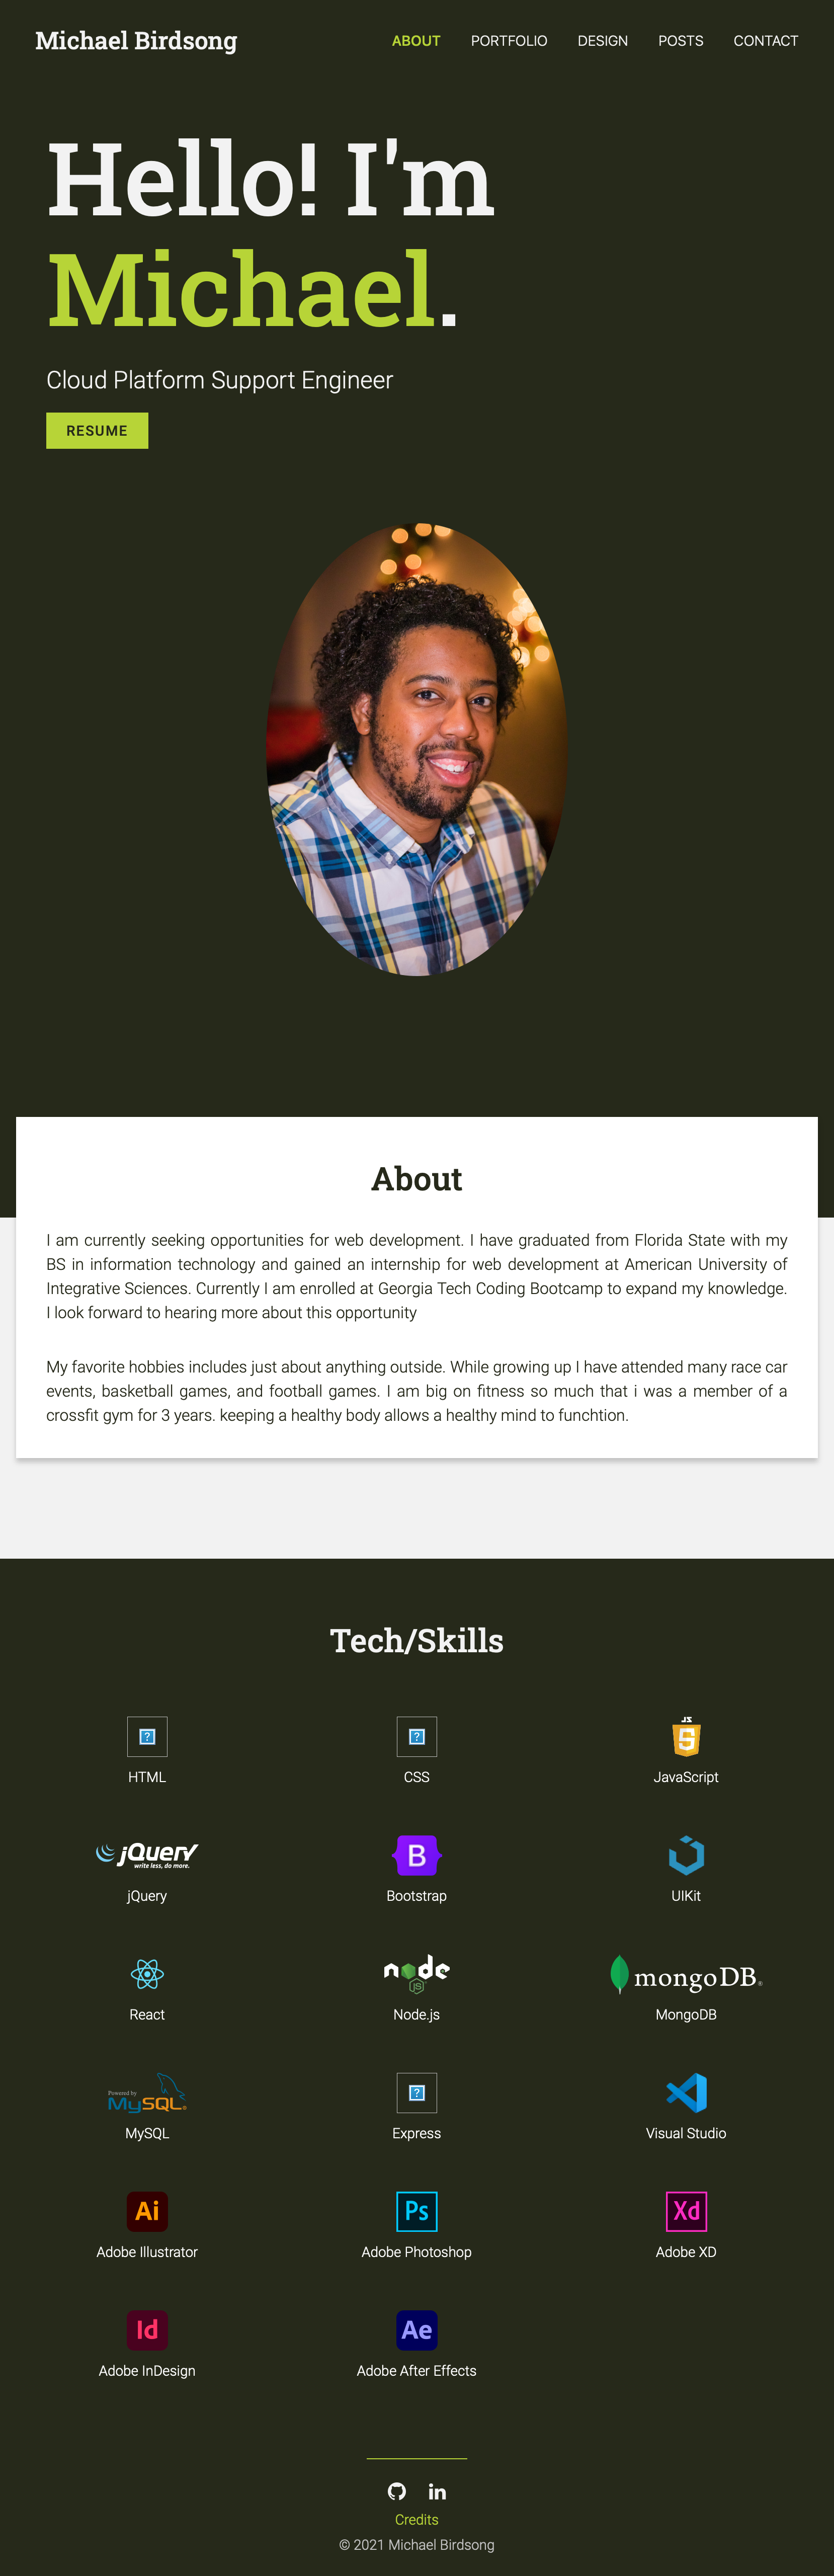 Michael Birdsong
ABOUT PORTFOLIO DESIGN POSTS CONTACT
Hello! I'm
Michael.
Cloud Platform Support Engineer
RESUME
About
I am currently seeking opportunities for web development. I have graduated from Florida State with my
BS in information technology and gained an internship for web development at American University of
Integrative Sciences. Currently I am enrolled at Georgia Tech Coding Bootcamp to expand my knowledge.
I look forward to hearing more about this opportunity
My favorite hobbies includes just about anything outside. While growing up I have attended many race car
events, basketball games, and football games. I am big on fitness so much that i was a member of a
crossfit gym for 3 years. keeping a healthy body allows a healthy mind to funchtion.
Tech/Skills
? ? JS 5
HTML CSS JavaScript
jQuery B
write less, do more.
jQuery Bootstrap UIKit
node JS mongoDB®
React Node.js MongoDB
Powered by
MySQL® ?
MySQL Express Visual Studio
Ai Ps Xd
Adobe Illustrator Adobe Photoshop Adobe XD
Id Ae
Adobe InDesign Adobe After Effects
in
Credits
© 2021 Michael Birdsong